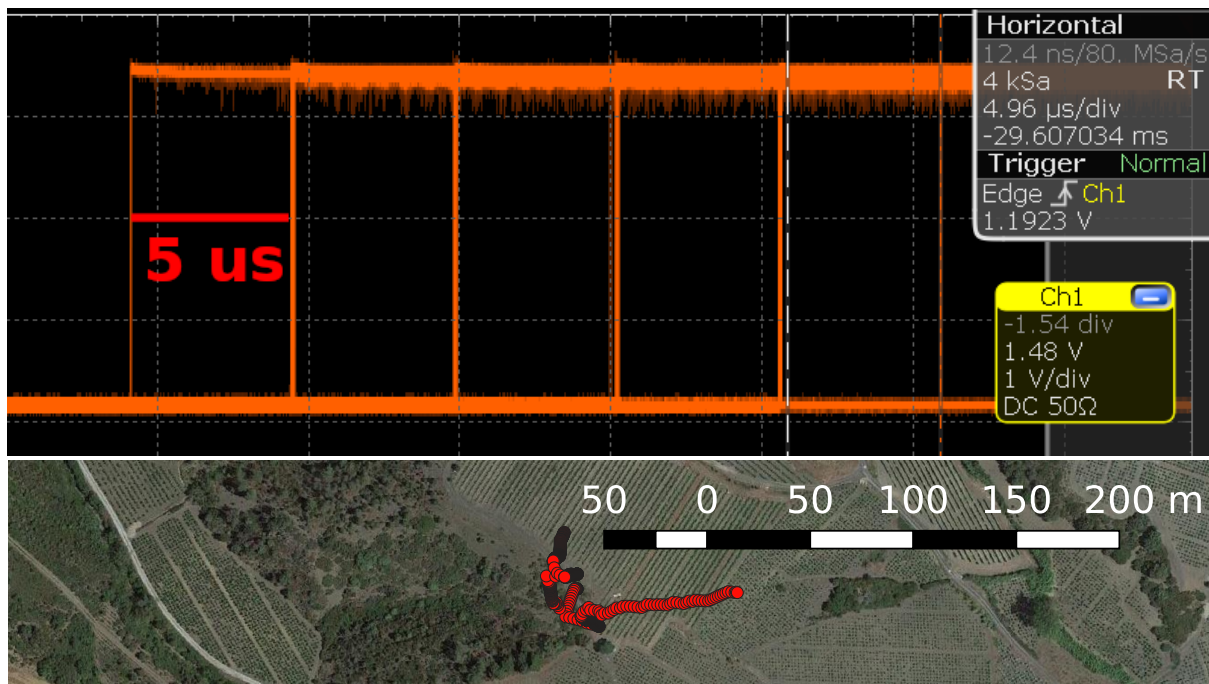 Horizontal
12.4 ns/80. MSa/s
4 kSa RT
4.96 µs/div
-29.607034 ms
Trigger Normal
Edge Ch1
1.1923 V
5 us
Ch1
-1.54 div
1.48 V
1 V/div
DC 50Ω
50 0 50 100 150 200 m